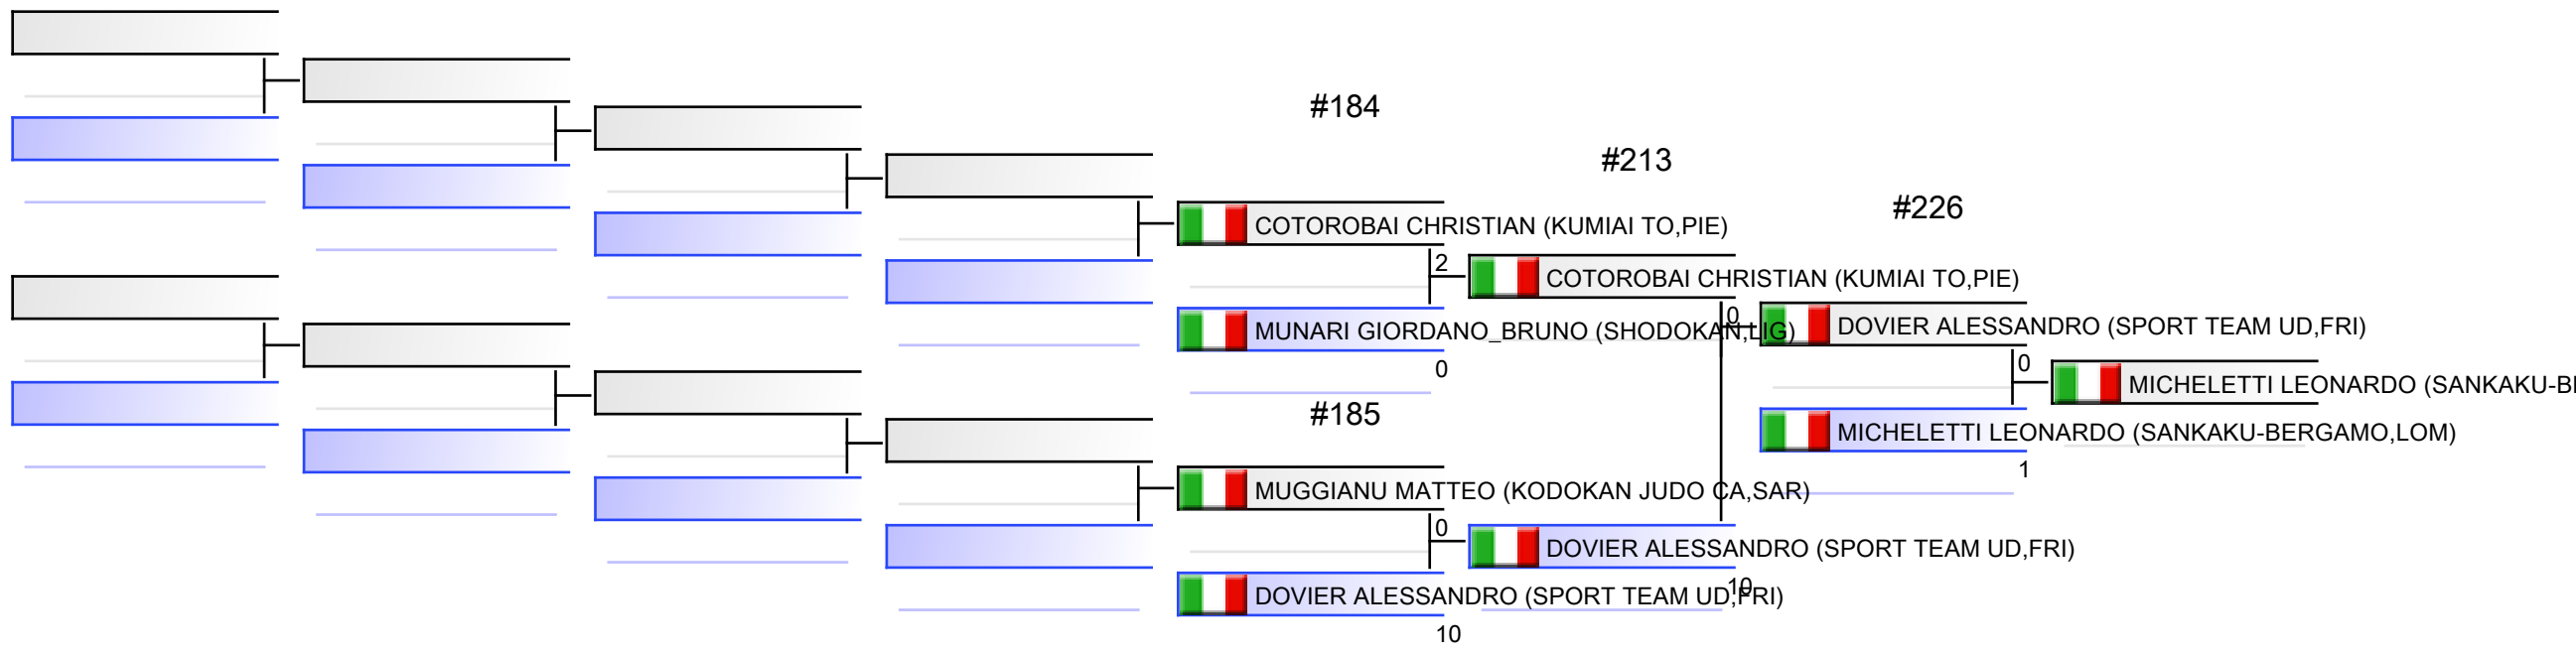 #184
#213
#226
COTOROBAI CHRISTIAN (KUMIAI TO,PIE)
2
COTOROBAI CHRISTIAN (KUMIAI TO,PIE)
MUNARI GIORDANO_BRUNO (SHODOKAN,LIG)
0
0
DOVIER ALESSANDRO (SPORT TEAM UD,FRI)
0
MICHELETTI LEONARDO (SANKAKU-BE
MICHELETTI LEONARDO (SANKAKU-BERGAMO,LOM)
1
#185
MUGGIANU MATTEO (KODOKAN JUDO CA,SAR)
0
DOVIER ALESSANDRO (SPORT TEAM UD,FRI)
10
DOVIER ALESSANDRO (SPORT TEAM UD,FRI)
10